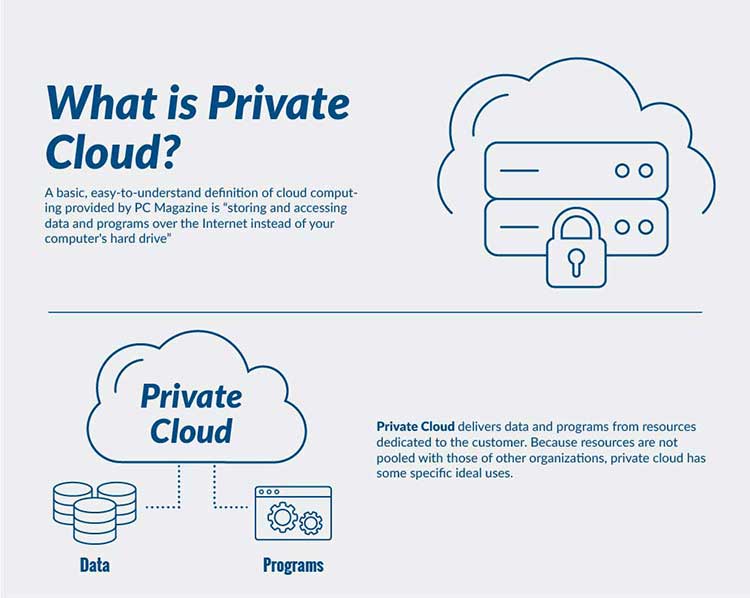 What is Private
Cloud?
A basic, easy-to-understand definition of cloud comput-
ing provided by PC Magazine is “storing and accessing
data and programs over the Internet instead of your
computer's hard drive”
Private
Cloud
Private Cloud delivers data and programs from resources
dedicated to the customer. Because resources are not
pooled with those of other organizations, private cloud has
some specific ideal uses.
Data
Programs